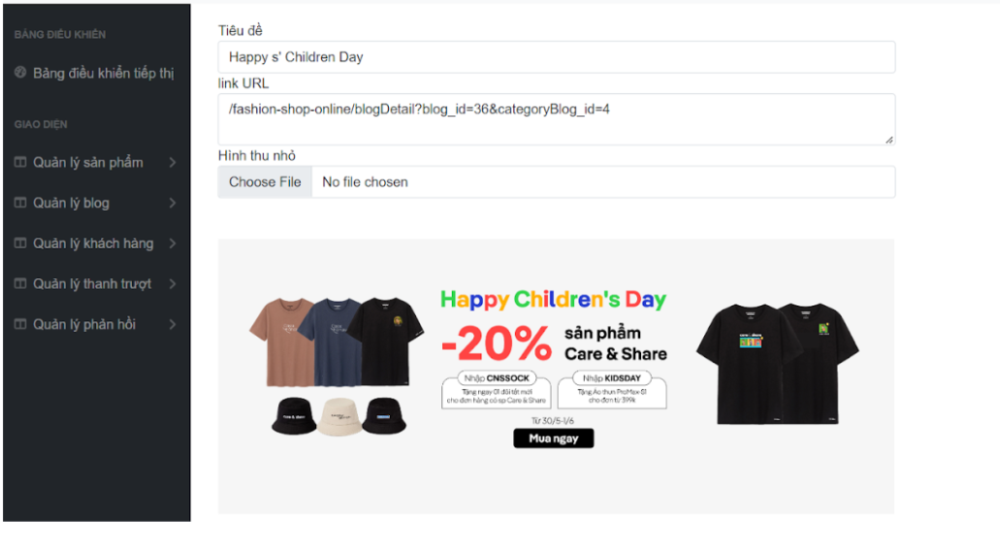 BẢNG ĐIỀU KHIỂN
Bảng điều khiển tiếp thị
GIAO DIỆN
Quản lý sản phẩm
Quản lý blog
Quản lý khách hàng
Quản lý thanh trượt
Quản lý phản hồi
Tiêu đề
Happy s' Children Day
link URL
/fashion-shop-online/blogDetail?blog_id=36&categoryBlog_id=4
Hình thu nhỏ
Choose File No file chosen
Happy Children's Day
-20% sản phẩm
Care & Share
Nhập CNSSOCK
Tặng ngay 01 đôi tất mới
cho đơn hàng có sp Care & Share
Nhập KIDSDAY
Tặng Áo thun ProMax-S1
cho đơn từ 399k
Từ 30/5-1/6
Mua ngay
care & share